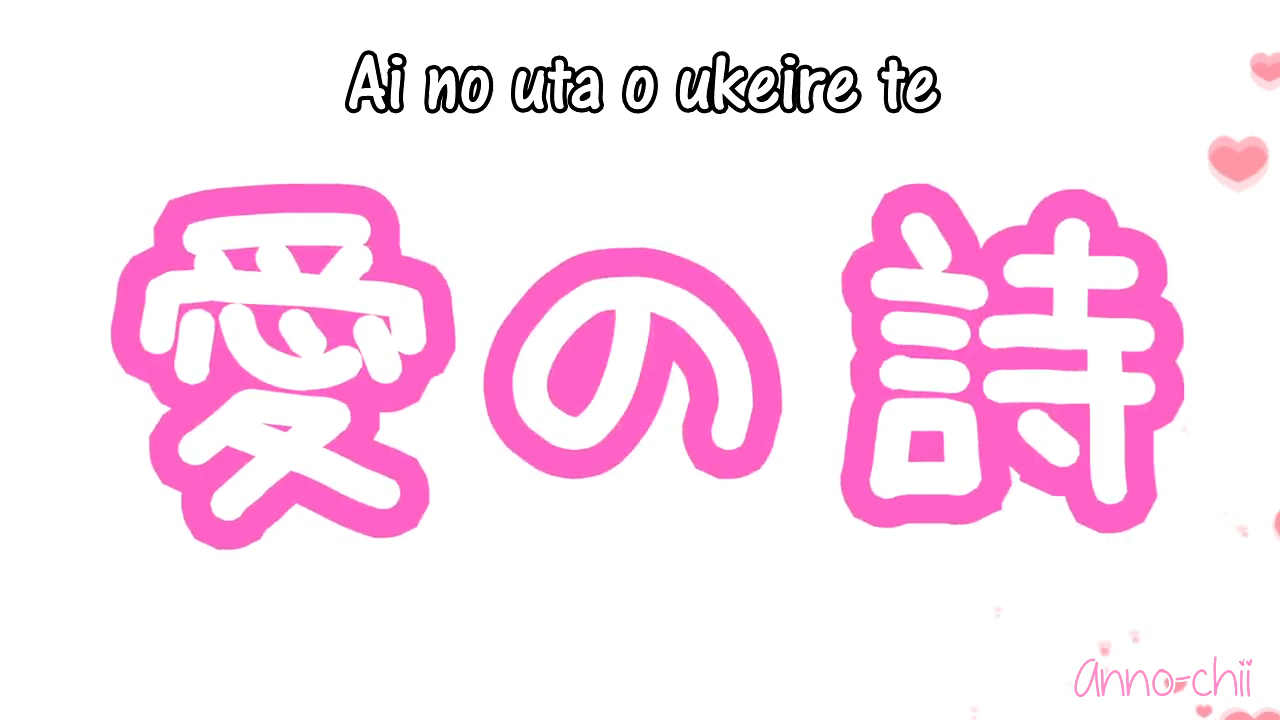 Ai no uta o ukeire te
愛の詩
anno-chii